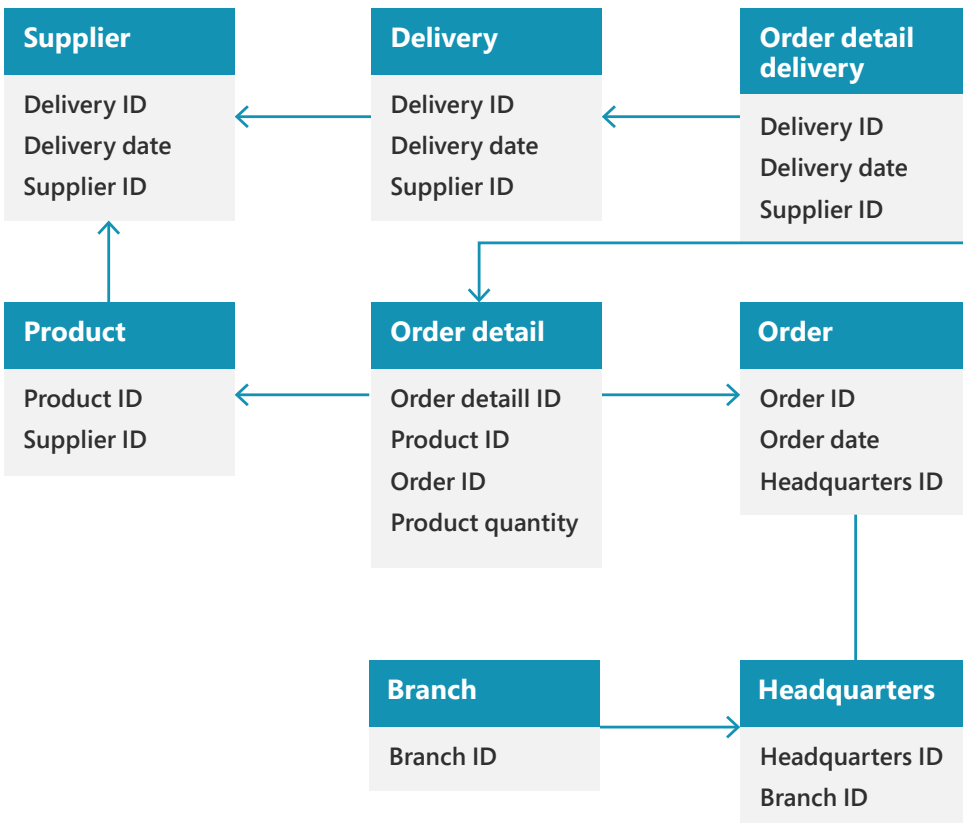 Supplier
Delivery ID
Delivery date
Supplier ID
Delivery
Delivery ID
Delivery date
Supplier ID
Order detail
delivery
Delivery ID
Delivery date
Supplier ID
Product
Product ID
Supplier ID
Order detail
Order detaill ID
Product ID
Order ID
Product quantity
Order
Order ID
Order date
Headquarters ID
Branch
Branch ID
Headquarters
Headquarters ID
Branch ID